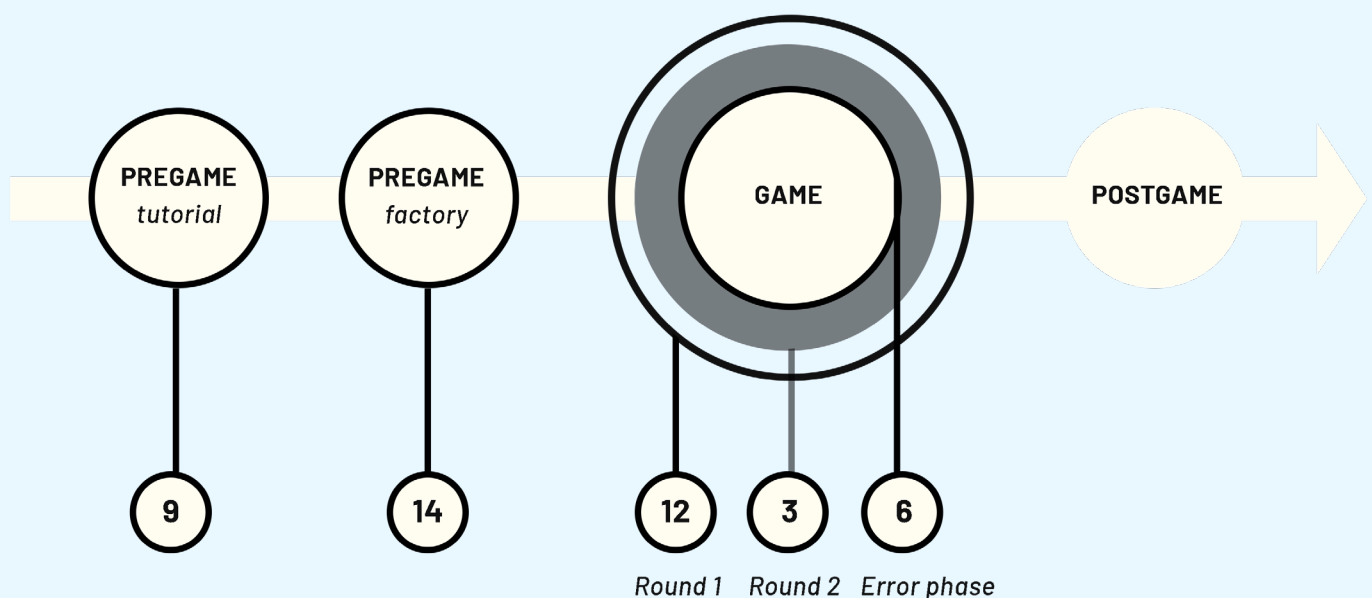 PREGAME
tutorial
PREGAME
factory
GAME
POSTGAME
9
14
12
3
6
Round 1
Round 2
Error phase